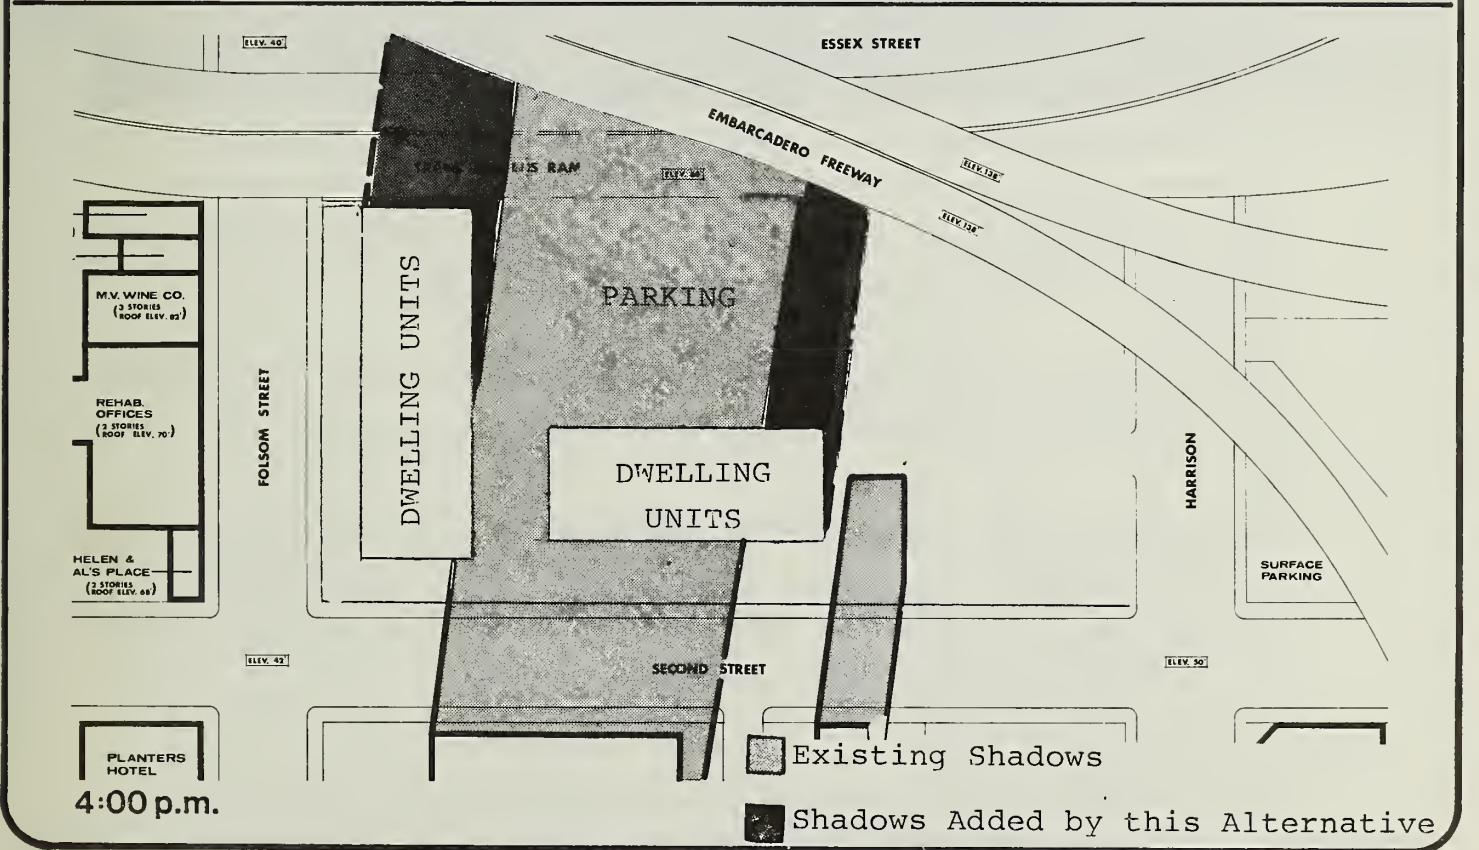 ELEV. 40'
ESSEX STREET
EMBARCADERO FREEWAY
ELEV. 138'
ELEV. 138'
M.V. WINE CO.
(3 STORIES
ROOF ELEV. 82')
PARKING
DWELLING UNITS
REHAB.
OFFICES
(2 STORIES
ROOF ELEV. 70')
FOLSOM STREET
DWELLING
UNITS
HARRISON
HELEN &
AL'S PLACE
(2 STORIES
ROOF ELEV. 68')
SURFACE
PARKING
ELEV. 42'
SECOND STREET
ELEV. 50'
PLANTERS
HOTEL
Existing Shadows
4:00 p.m.
Shadows Added by this Alternative